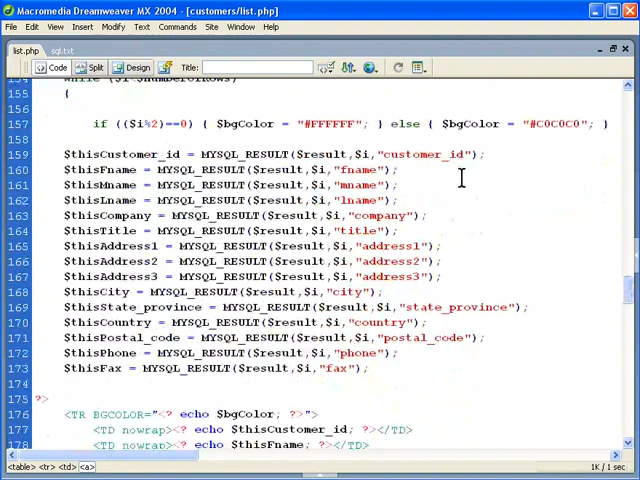 Macromedia Dreamweaver MX 2004 - [customers/list.php]
File Edit View Insert Modify Text Commands Site Window Help
list.php sql.txt
Code Split Design Title:
154 while ($i<$numberOfRows)
155 {
156
157 if (($i%2)==0) { $bgColor = "#FFFFFF"; } else { $bgColor = "#C0C0C0"; }
158
159 $thisCustomer_id = MYSQL_RESULT($result,$i,"customer_id");
160 $thisFname = MYSQL_RESULT($result,$i,"fname");
161 $thisMname = MYSQL_RESULT($result,$i,"mname");
162 $thisLname = MYSQL_RESULT($result,$i,"lname");
163 $thisCompany = MYSQL_RESULT($result,$i,"company");
164 $thisTitle = MYSQL_RESULT($result,$i,"title");
165 $thisAddress1 = MYSQL_RESULT($result,$i,"address1");
166 $thisAddress2 = MYSQL_RESULT($result,$i,"address2");
167 $thisAddress3 = MYSQL_RESULT($result,$i,"address3");
168 $thisCity = MYSQL_RESULT($result,$i,"city");
169 $thisState_province = MYSQL_RESULT($result,$i,"state_province");
170 $thisCountry = MYSQL_RESULT($result,$i,"country");
171 $thisPostal_code = MYSQL_RESULT($result,$i,"postal_code");
172 $thisPhone = MYSQL_RESULT($result,$i,"phone");
173 $thisFax = MYSQL_RESULT($result,$i,"fax");
174
175 ?>
176 <TR BGCOLOR="<? echo $bgColor; ?>">
177 <TD nowrap><? echo $thisCustomer_id; ?></TD>
178 <TD nowrap><? echo $thisFname; ?></TD>
<table> <tr> <td> <a> 1K / 1 sec